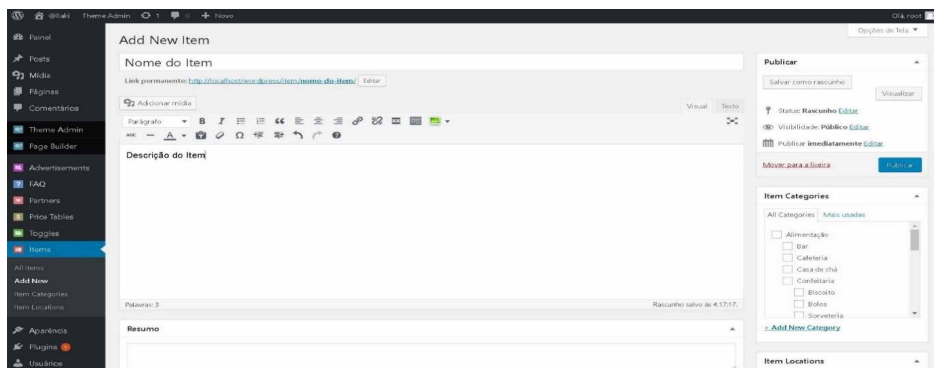 @Ilaki Theme Admin 1 0 + Novo
Olá, root
Opções de Tela
Painel
Posts
Mídia
Páginas
Comentários
Theme Admin
Page Builder
Advertisements
FAQ
Partners
Price Tables
Toggles
Items
All Items
Add New
Item Categories
Item Locations
Aparência
Plugins
Usuários
Add New Item
Nome do Item
Link permanente: http://localhost/wordpress/item/nome-do-item/ Editar
Adicionar mídia
Visual Texto
Parágrafo
Descrição do Item
Palavras: 3
Rascunho salvo às 4:17:17.
Resumo
Publicar
Salvar como rascunho
Visualizar
Status: Rascunho Editar
Visibilidade: Público Editar
Publicar imediatamente Editar
Mover para a lixeira
Publicar
Item Categories
All Categories Mais usadas
Alimentação
Bar
Cafeteria
Casa de chá
Confeitaria
Biscoito
Bolos
Sorveteria
+ Add New Category
Item Locations